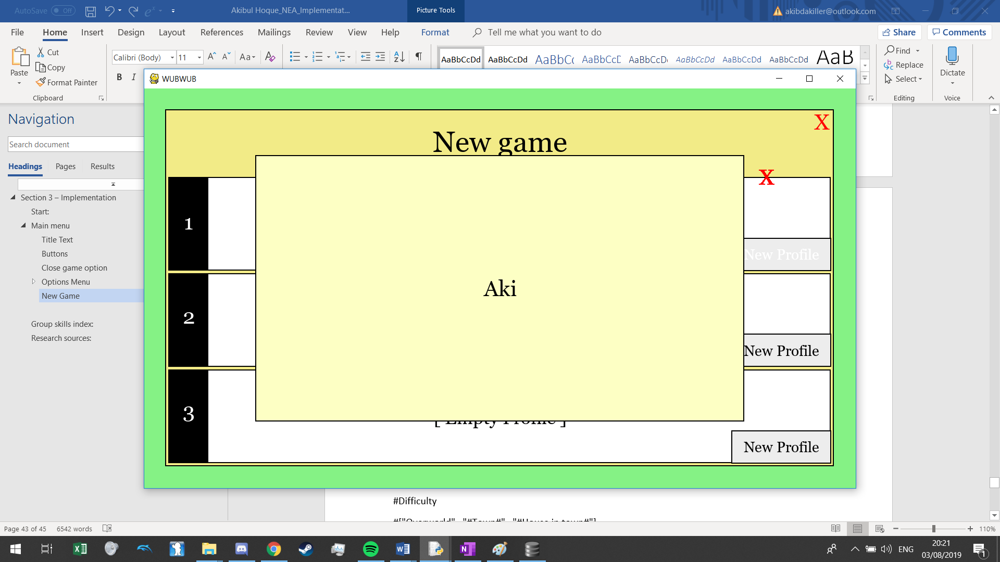 AutoSave Off
Akibul Hoque_NEA_Implementat...
Picture Tools
akibdakiller@outlook.com
File Home Insert Design Layout References Mailings Review View Help Format Tell me what you want to do Share Comments
Paste
Cut
Copy
Format Painter
Clipboard
Calibri (Body) 11 Aa
B I
AaBbCcDd AaBbCcDd AaBbCc AaBbCcD AaBbCcD AaBbCcDd AaBbCcDd AaBbCcDd AaB
Find
Replace
Select
Editing
Dictate
Voice
Navigation
Search document
Headings Pages Results
Section 3 – Implementation
Start:
Main menu
Title Text
Buttons
Close game option
Options Menu
New Game
Group skills index:
Research sources:
WUBWUB
X
New game
X
1
New Profile
2
New Profile
Aki
3
[ Empty Profile ]
New Profile
#Difficulty
#["Overworld" , "#Town#" , "#House in town#"]
Page 43 of 45 6542 words 110%
ENG
20:21
03/08/2019
1